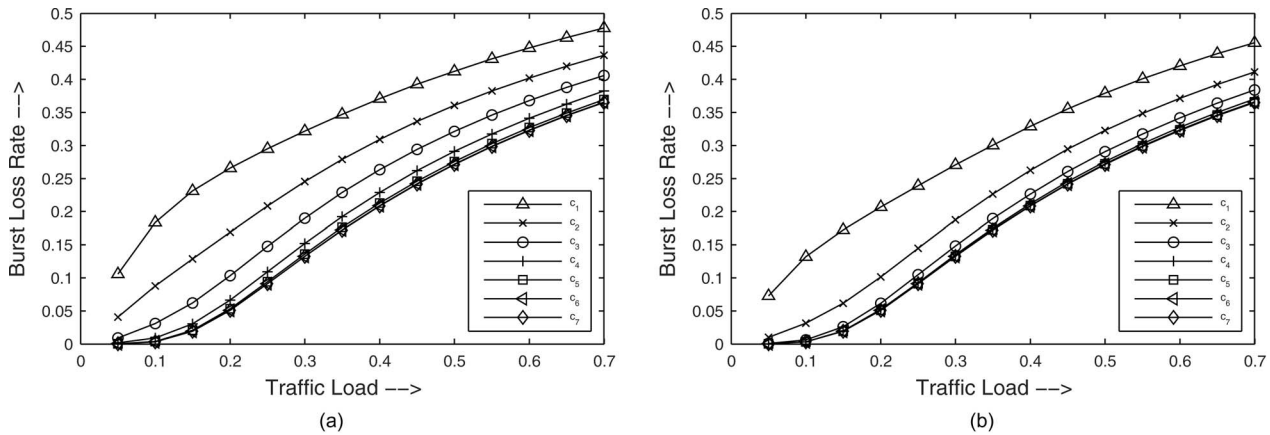 0.5
0.45
0.4
0.35
0.3
0.25
0.2
0.15
0.1
0.05
0
Burst Loss Rate −−>
0 0.1 0.2 0.3 0.4 0.5 0.6 0.7
Traffic Load −−>
c₁
c₂
c₃
c₄
c₅
c₆
c₇
(a)
0.5
0.45
0.4
0.35
0.3
0.25
0.2
0.15
0.1
0.05
0
Burst Loss Rate −−>
0 0.1 0.2 0.3 0.4 0.5 0.6 0.7
Traffic Load −−>
c₁
c₂
c₃
c₄
c₅
c₆
c₇
(b)